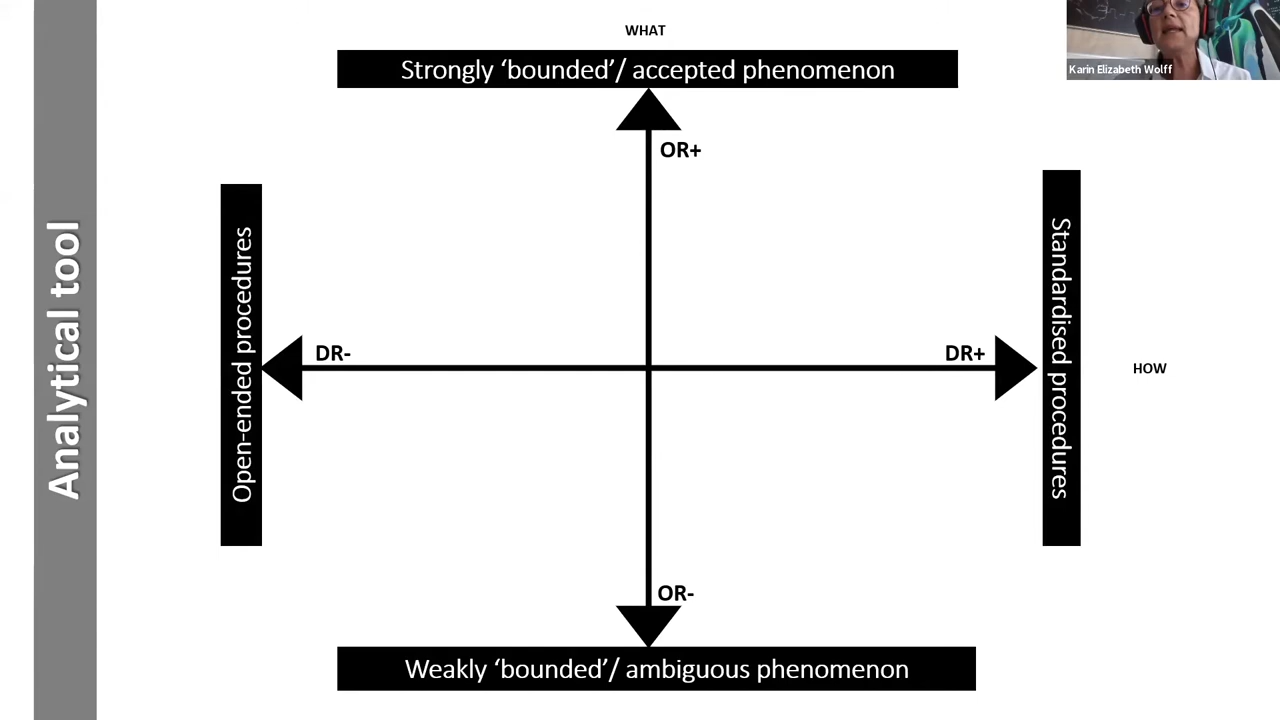 WHAT
Strongly ‘bounded’/ accepted phenomenon
Karin Elizabeth Wolff
OR+
Analytical tool
Open-ended procedures
DR-
DR+
Standardised procedures
HOW
OR-
Weakly ‘bounded’/ ambiguous phenomenon